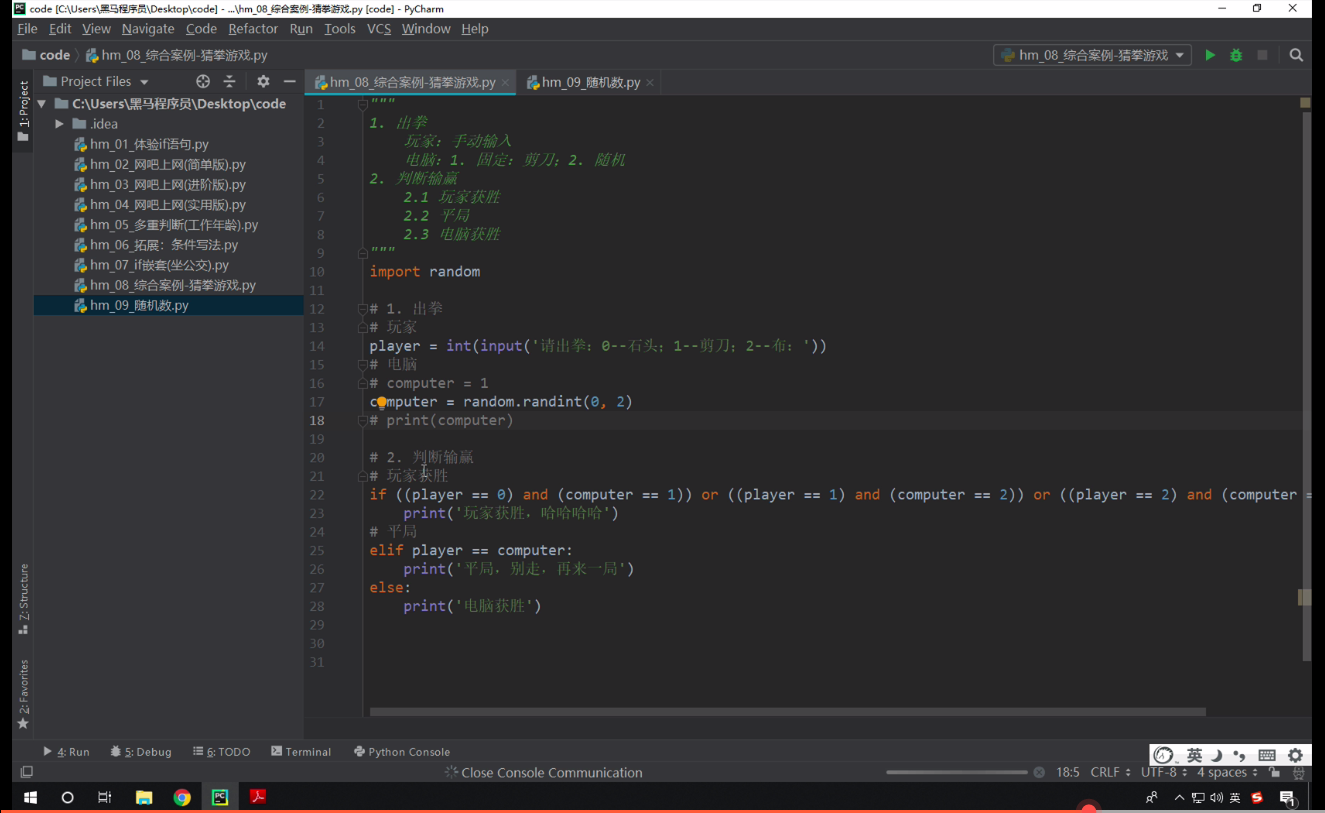 code [C:\Users\黑马程序员\Desktop\code] - ...\hm_08_综合案例-猜拳游戏.py [code] - PyCharm
File Edit View Navigate Code Refactor Run Tools VCS Window Help
code hm_08_综合案例-猜拳游戏.py hm_08_综合案例-猜拳游戏
Project Files hm_08_综合案例-猜拳游戏.py hm_09_随机数.py
1: Project
C:\Users\黑马程序员\Desktop\code
.idea
hm_01_体验if语句.py
hm_02_网吧上网(简单版).py
hm_03_网吧上网(进阶版).py
hm_04_网吧上网(实用版).py
hm_05_多重判断(工作年龄).py
hm_06_拓展：条件写法.py
hm_07_if嵌套(坐公交).py
hm_08_综合案例-猜拳游戏.py
hm_09_随机数.py
Z: Structure
2: Favorites
1 """
2 1. 出拳
3 玩家：手动输入
4 电脑：1. 固定：剪刀；2. 随机
5 2. 判断输赢
6 2.1 玩家获胜
7 2.2 平局
8 2.3 电脑获胜
9 """
10 import random
11
12 # 1. 出拳
13 # 玩家
14 player = int(input('请出拳：0--石头；1--剪刀；2--布：'))
15 # 电脑
16 # computer = 1
17 computer = random.randint(0, 2)
18 # print(computer)
19
20 # 2. 判断输赢
21 # 玩家获胜
22 if ((player == 0) and (computer == 1)) or ((player == 1) and (computer == 2)) or ((player == 2) and (computer =
23 print('玩家获胜，哈哈哈哈')
24 # 平局
25 elif player == computer:
26 print('平局，别走，再来一局')
27 else:
28 print('电脑获胜')
29
30
31
4: Run 5: Debug 6: TODO Terminal Python Console
英
Close Console Communication 18:5 CRLF UTF-8 4 spaces
英 1